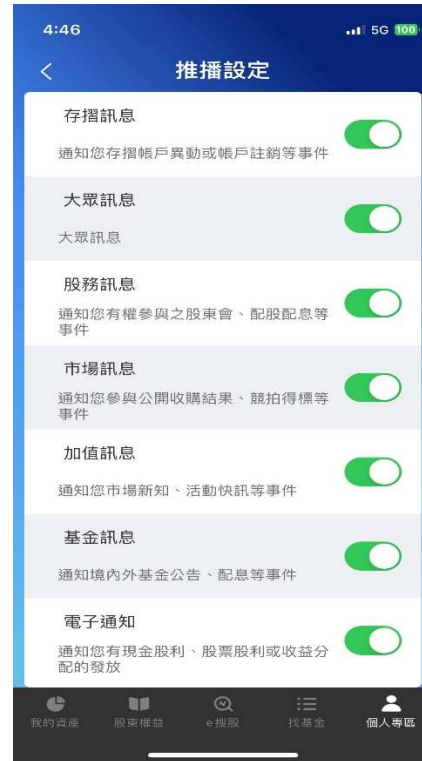 4:46
5G 100
推播設定
存摺訊息
通知您存摺帳戶異動或帳戶註銷等事件
大眾訊息
大眾訊息
股務訊息
通知您有權參與之股東會、配股配息等
事件
市場訊息
通知您參與公開收購結果、競拍得標等
事件
加值訊息
通知您市場新知、活動快訊等事件
基金訊息
通知境內外基金公告、配息等事件
電子通知
通知您有現金股利、股票股利或收益分
配的發放
我的資產 股東權益 e搜股 找基金 個人專區